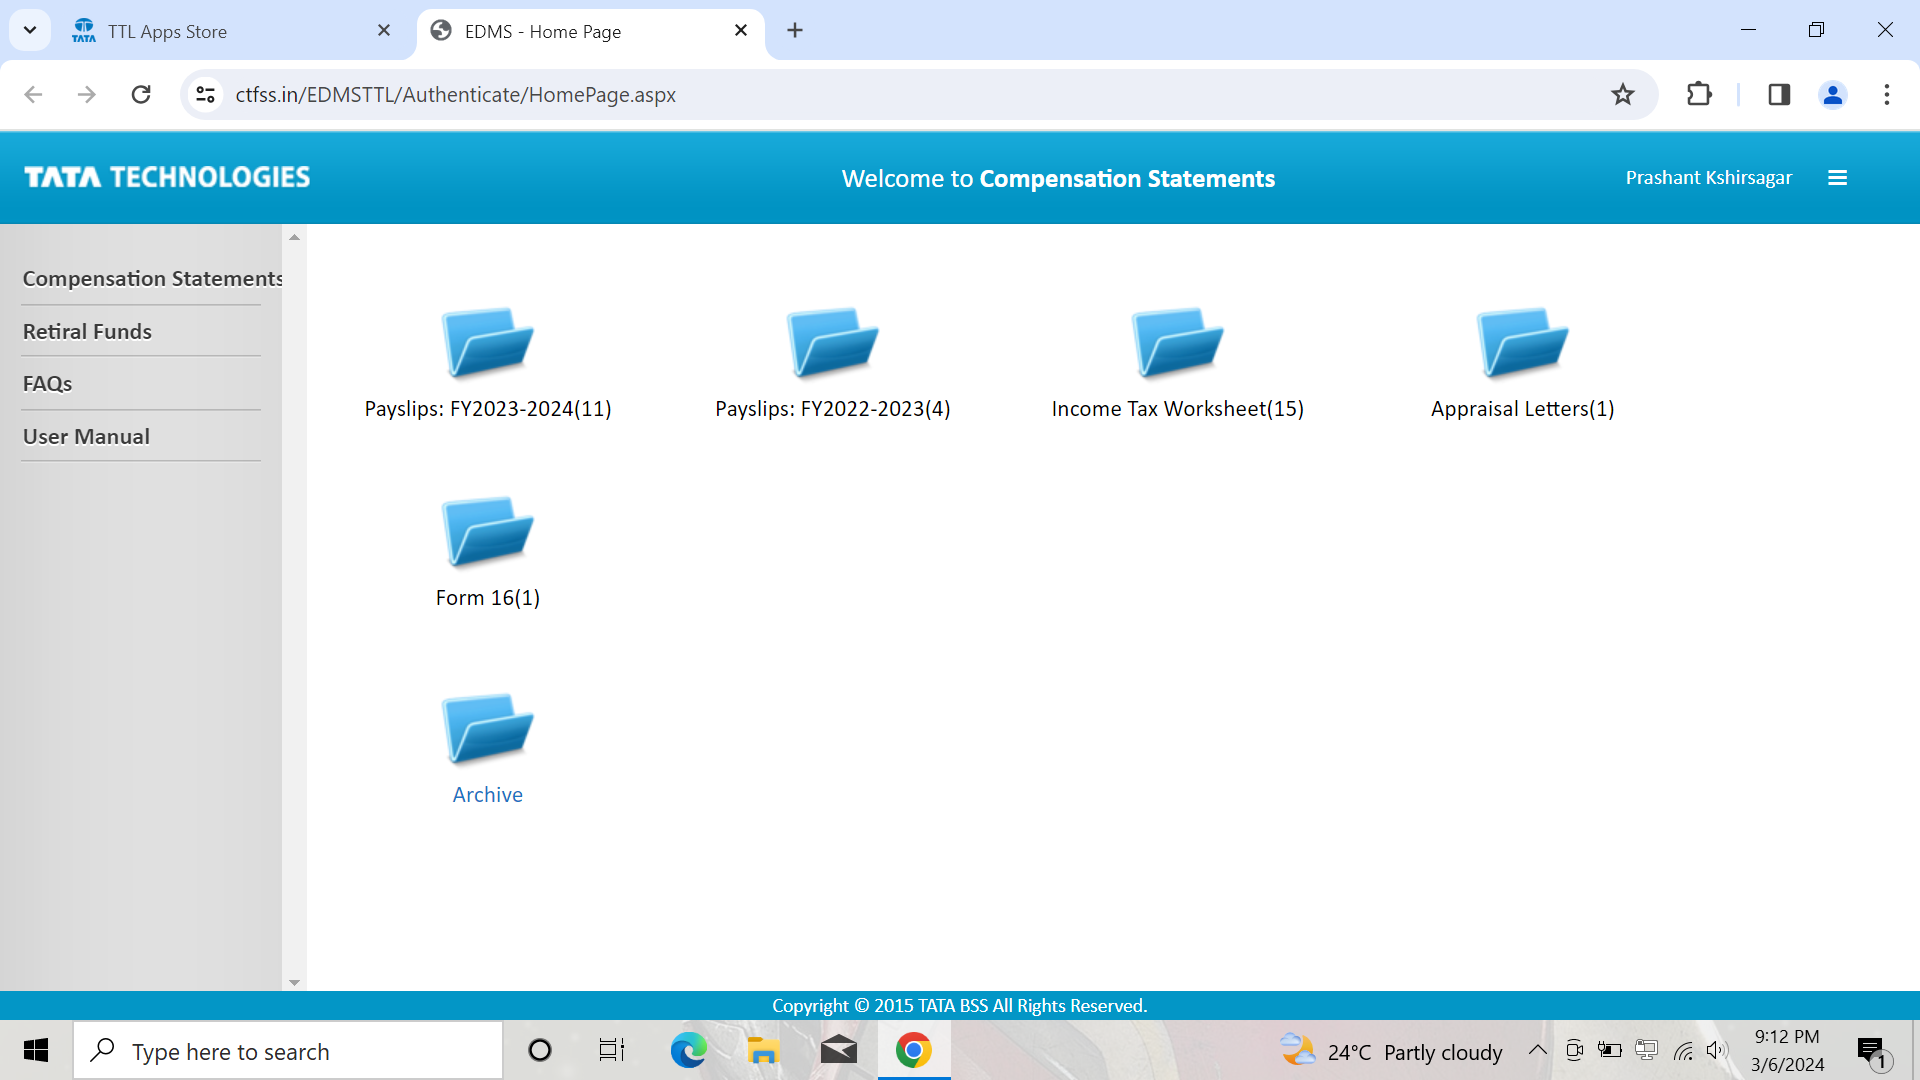 TTL Apps Store
EDMS - Home Page
ctfss.in/EDMSTTL/Authenticate/HomePage.aspx
TATA TECHNOLOGIES
Welcome to Compensation Statements
Prashant Kshirsagar
Compensation Statements
Retiral Funds
FAQs
User Manual
Payslips: FY2023-2024(11)
Payslips: FY2022-2023(4)
Income Tax Worksheet(15)
Appraisal Letters(1)
Form 16(1)
Archive
Copyright © 2015 TATA BSS All Rights Reserved.
Type here to search
24°C Partly cloudy
9:12 PM
3/6/2024
1
TATA